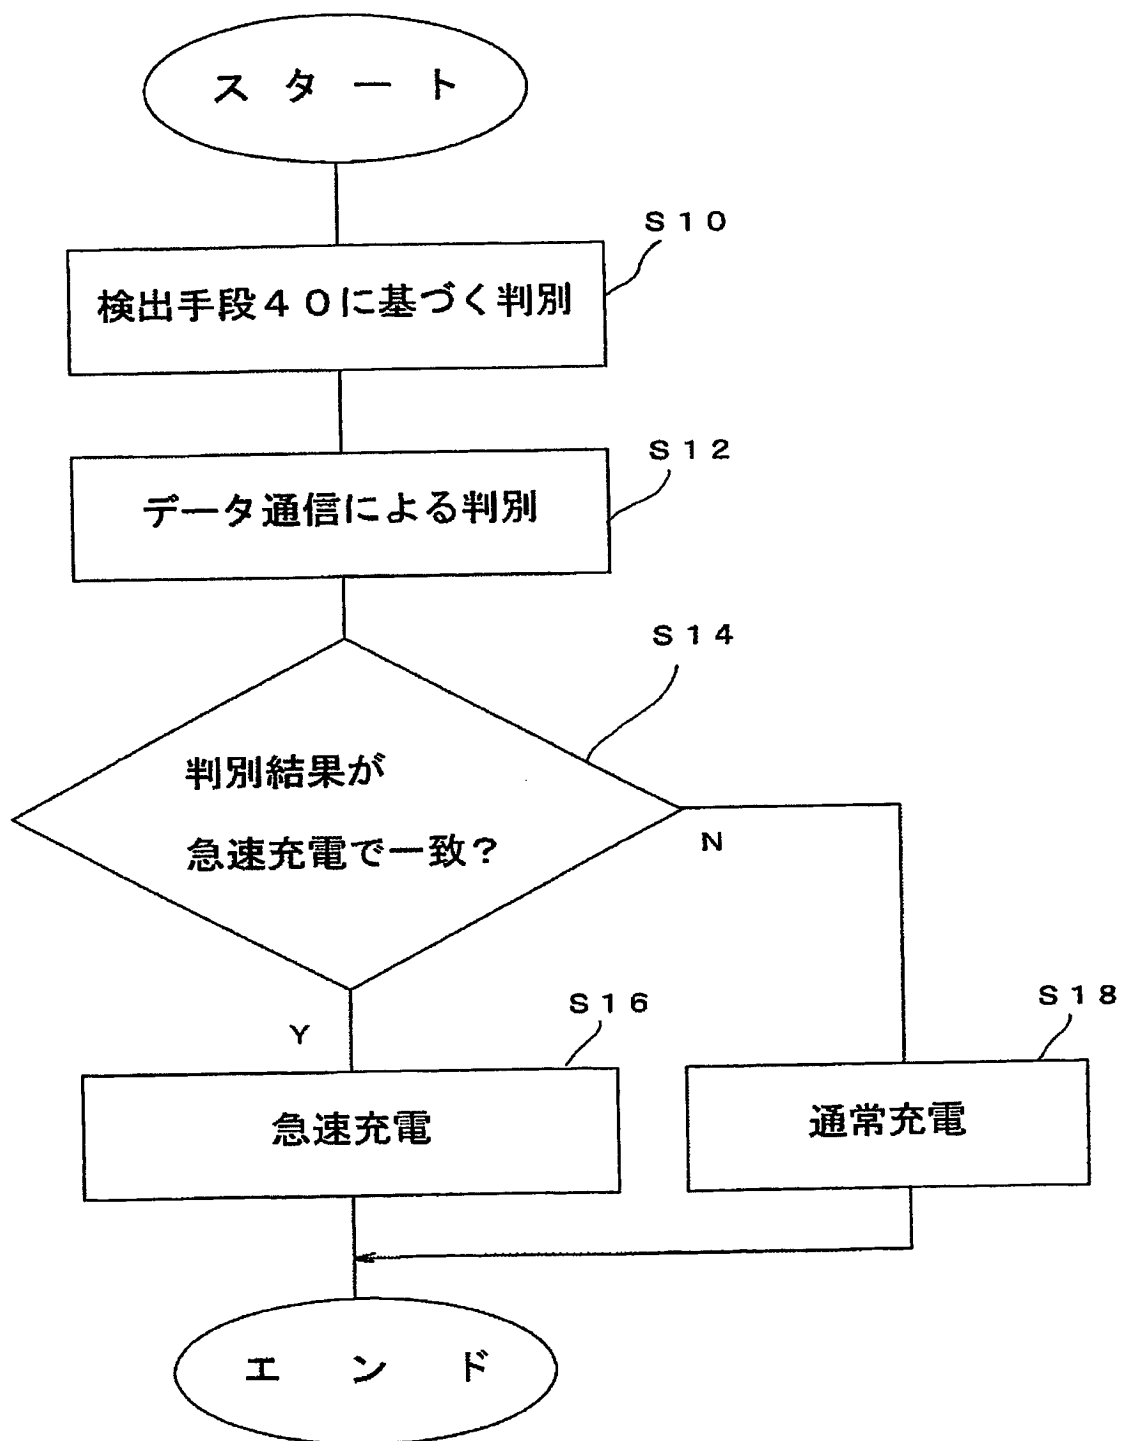 スタート
S10
検出手段40に基づく判別
S12
データ通信による判別
S14
判別結果が
急速充電で一致?
N
Y
S16
急速充電
S18
通常充電
エンド